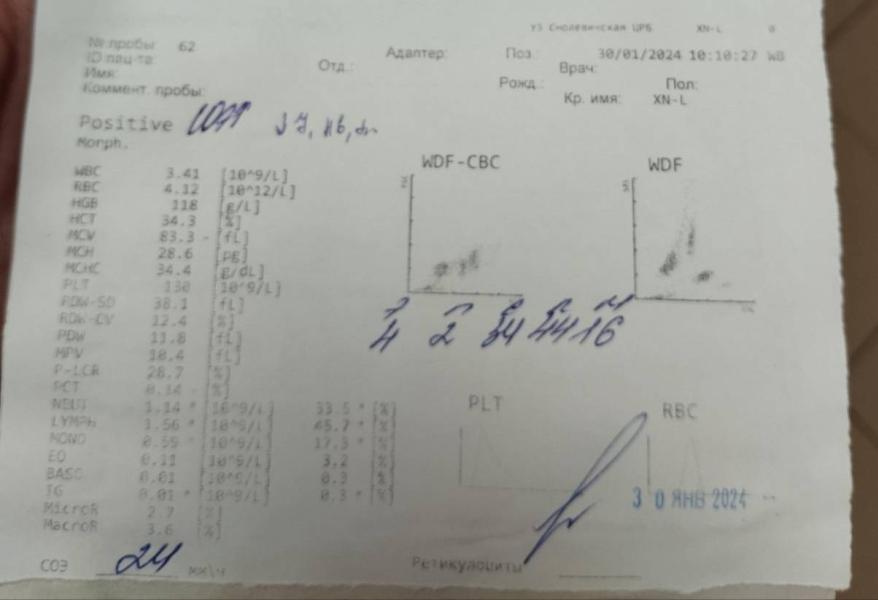 УЗ Смолевичская ЦРБ XN-L 0
№ пробы: 62 Адаптер: Поз.: 30/01/2024 10:10:27 WB
ID пац-та: Отд.: Врач:
Имя: Рожд.: Пол:
Коммент. пробы: Кр. имя: XN-L
Positive
Morph.
WDF-CBC WDF
WBC 3.41 [10^9/L]
RBC 4.12 [10^12/L]
HGB 118 [g/L]
HCT 34.3 [%]
MCV 83.3 - [fL]
MCH 28.6 [pg]
MCHC 34.4 [g/dL]
PLT 130 [10^9/L]
RDW-SD 38.1 [fL]
RDW-CV 12.4 [%]
PDW 11.8 [fL]
MPV 10.4 [fL]
P-LCR 28.7 [%]
PCT 0.14 - [%]
4 2 34 44 16
PLT RBC
NEUT 1.14 * [10^9/L] 33.5 * [%]
LYMPH 1.56 * [10^9/L] 45.7 * [%]
MONO 0.59 * [10^9/L] 17.3 * [%]
EO 0.11 [10^9/L] 3.2 [%]
BASO 0.01 [10^9/L] 0.3 [%]
IG 0.01 * [10^9/L] 0.3 * [%]
MicroR 2.7 [%]
MacroR 3.6 [%]
3 0 ЯНВ 2024
СОЭ 24 мм\ч Ретикулоциты